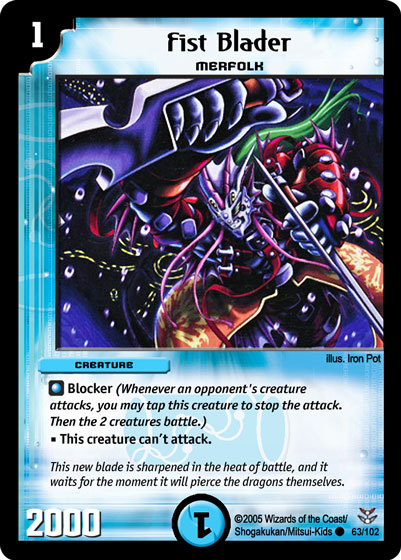 1
Fist Blader
MERFOLK
illus. Iron Pot
CREATURE
Blocker (Whenever an opponent's creature
attacks, you may tap this creature to stop the attack.
Then the 2 creatures battle.)
▪ This creature can't attack.
This new blade is sharpened in the heat of battle, and it
waits for the moment it will pierce the dragons themselves.
2000
©2005 Wizards of the Coast/
Shogakukan/Mitsui-Kids ● 63/102